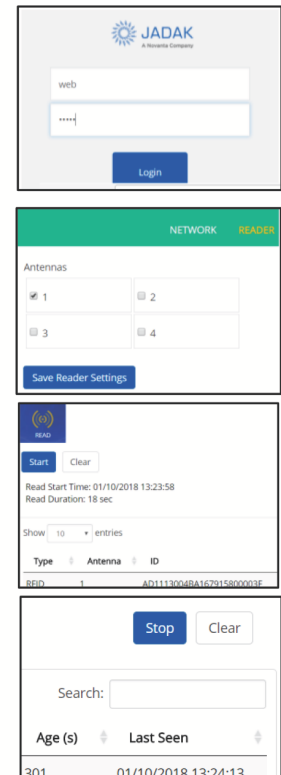 JADAK
A Novanta Company
web
•••••
Login
NETWORK READER
Antennas
1 2
3 4
Save Reader Settings
READ
Start Clear
Read Start Time: 01/10/2018 13:23:58
Read Duration: 18 sec
Show 10 entries
Type Antenna ID
RFID 1 AD1113004BA167915800003F
Stop Clear
Search:
Age (s) Last Seen
301 01/10/2018 13:24:13